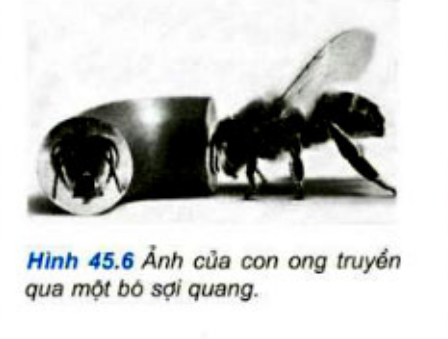 Hình 45.6 Ảnh của con ong truyền
qua một bó sợi quang.